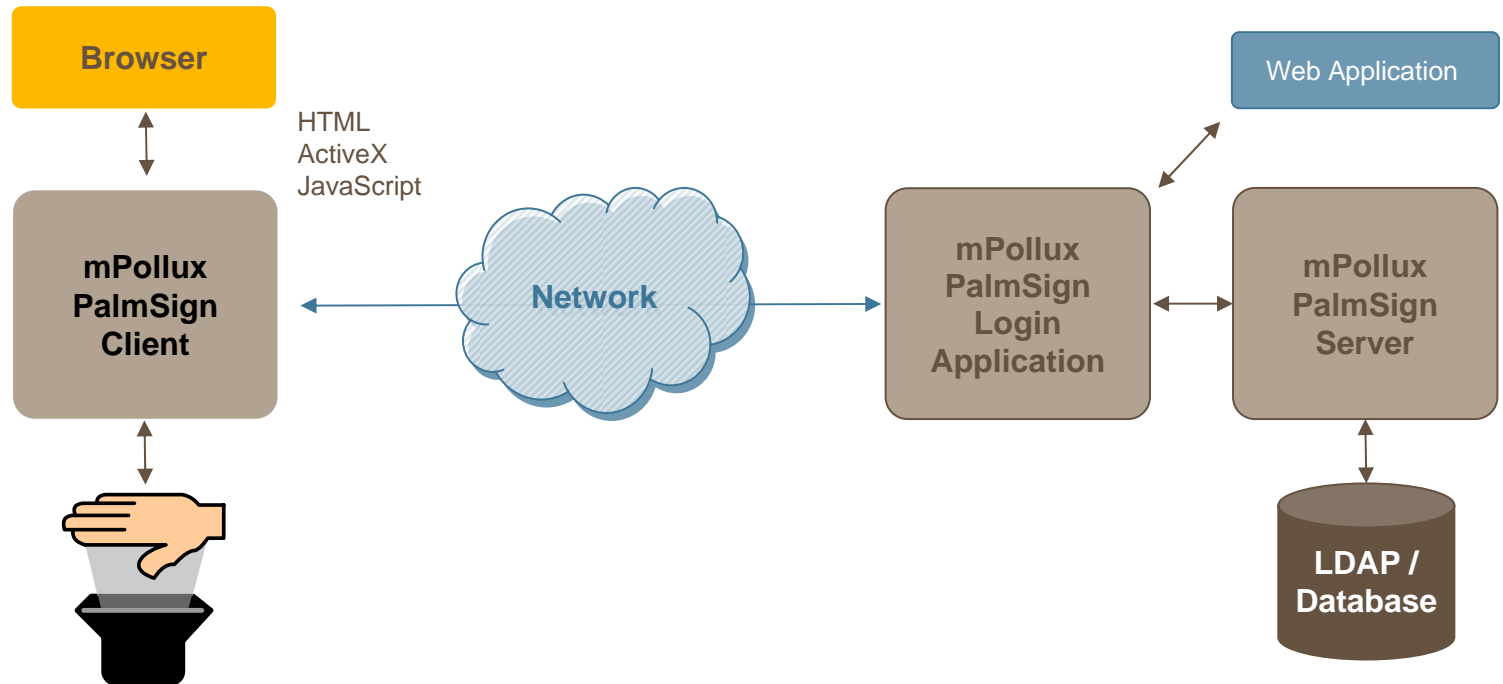 Browser
HTML
ActiveX
JavaScript
mPollux
PalmSign
Client
Network
Web Application
mPollux
PalmSign
Login
Application
mPollux
PalmSign
Server
LDAP /
Database